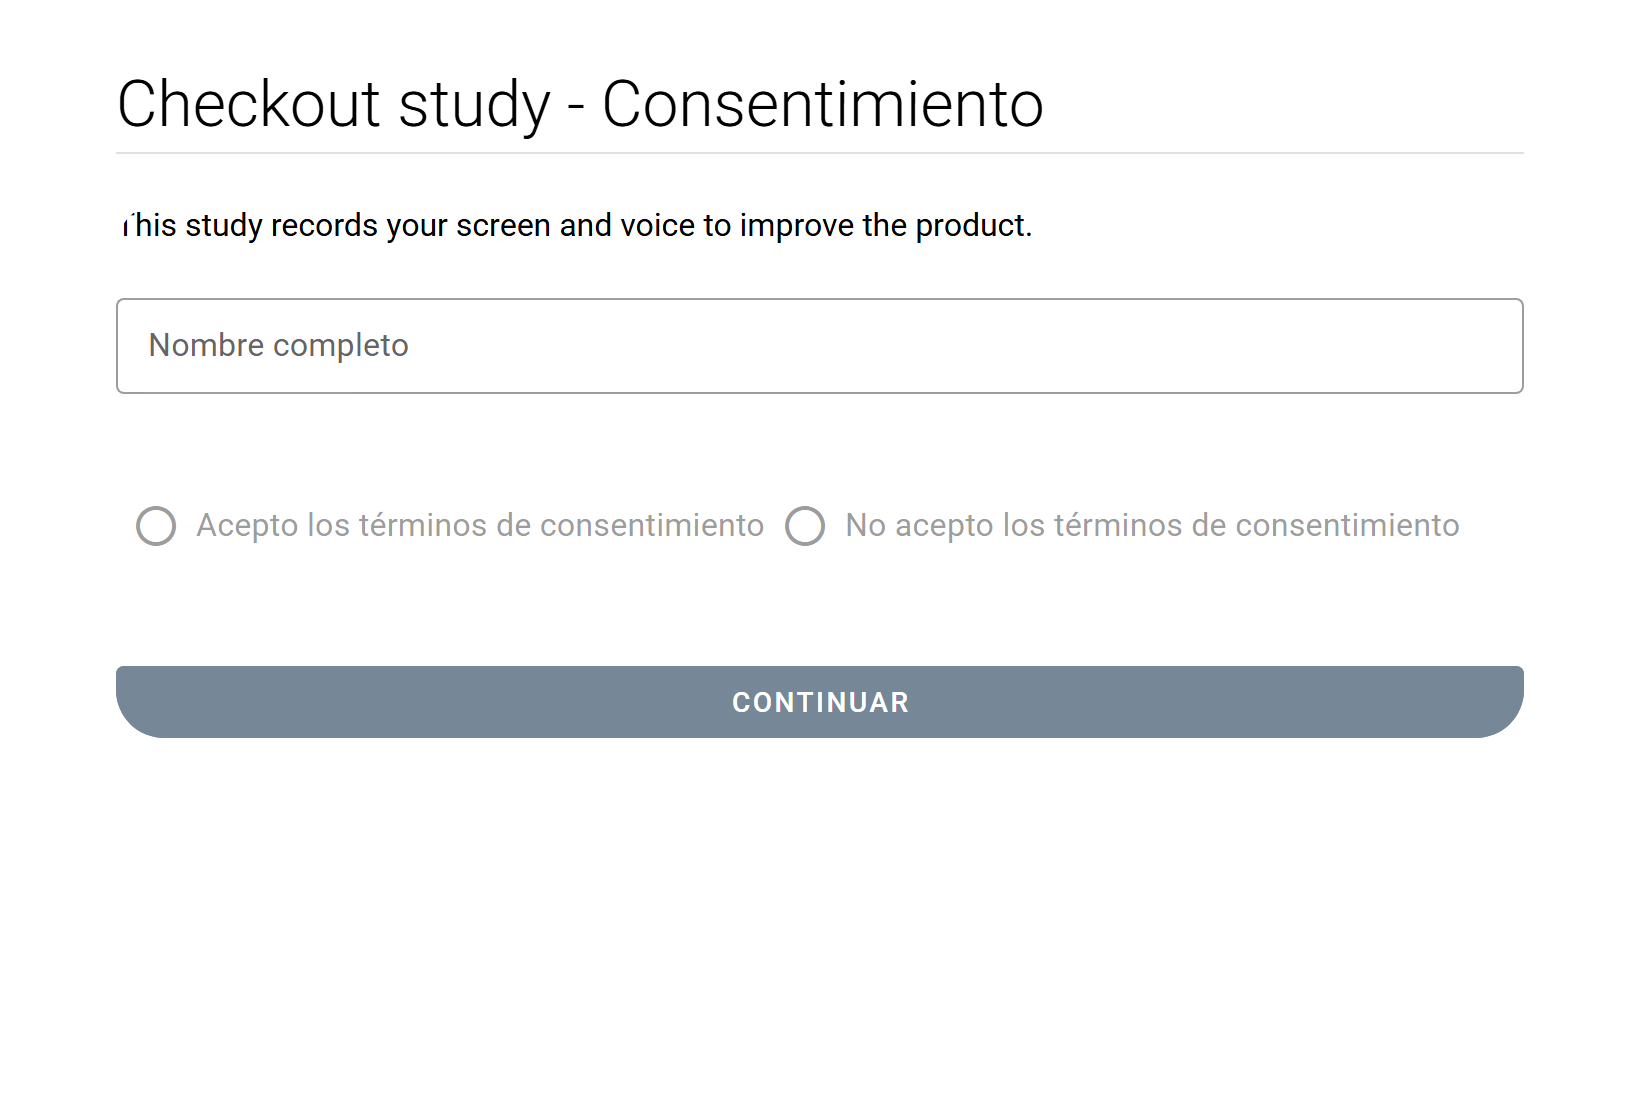 Checkout study - Consentimiento
This study records your screen and voice to improve the product.
Nombre completo
Acepto los términos de consentimiento No acepto los términos de consentimiento
CONTINUAR